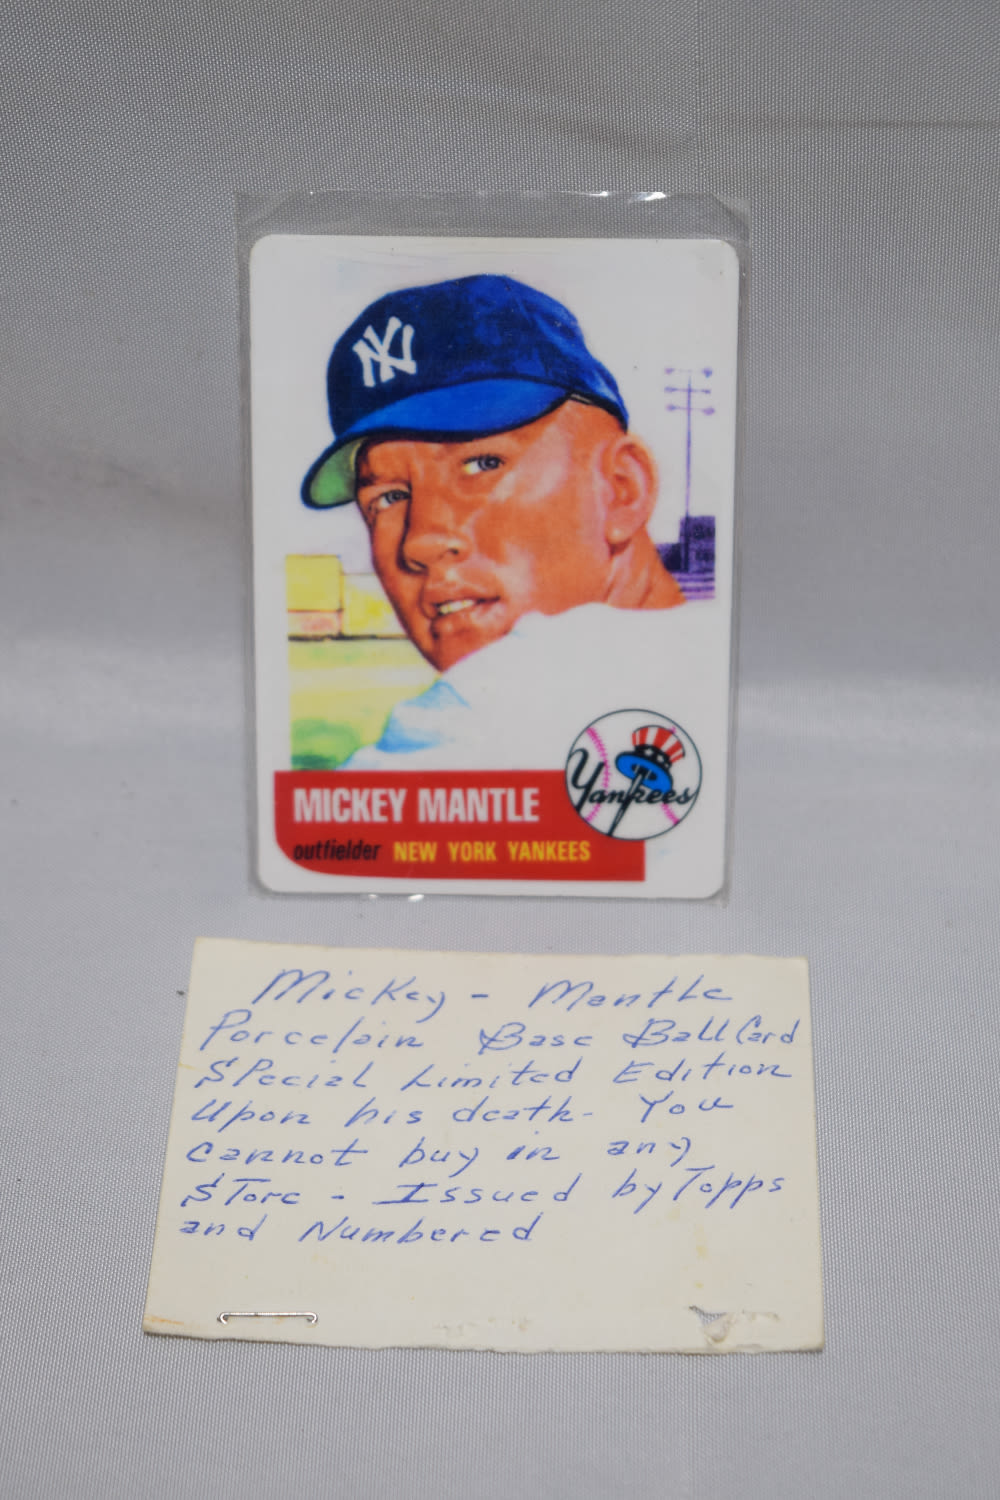 NY
Yankees
MICKEY MANTLE
outfielder NEW YORK YANKEES
Mickey - Mantle
Porcelain Base Ball Card
Special Limited Edition
Upon his death - You
cannot buy in any
Store - Issued by Topps
and Numbered